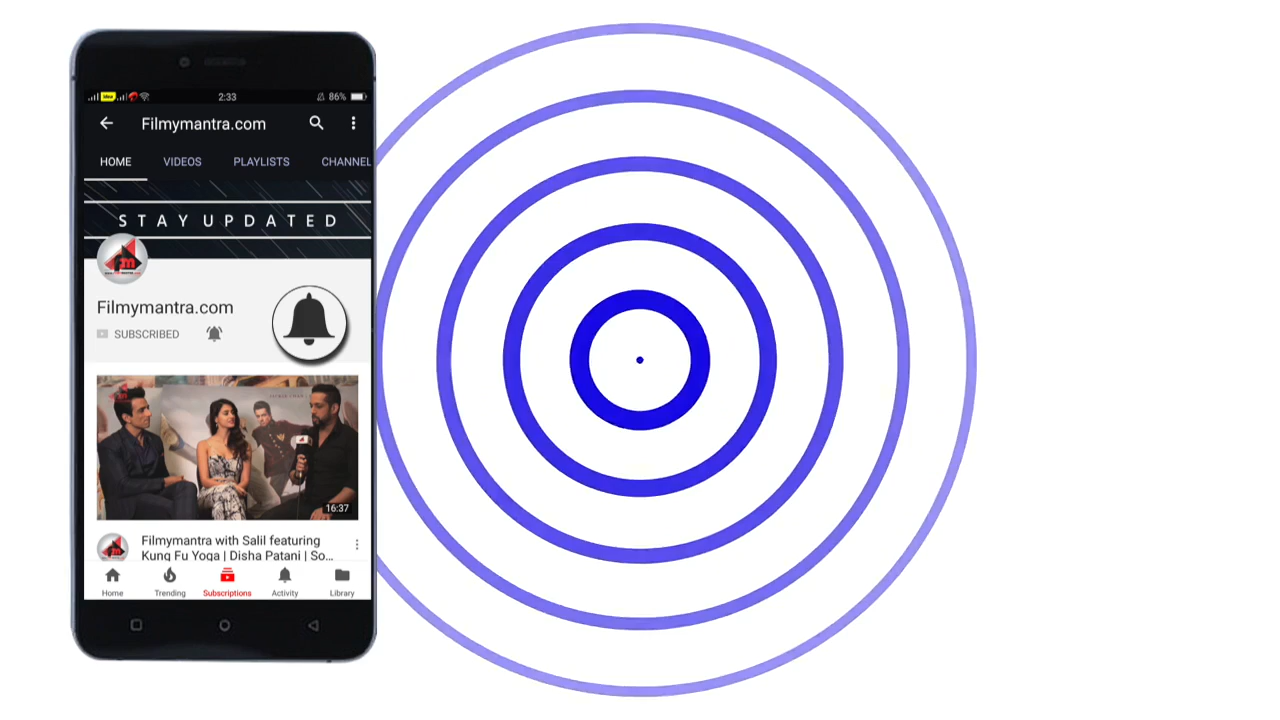 2:33
86%
Filmymantra.com
HOME VIDEOS PLAYLISTS CHANNEL
STAY UPDATED
Filmymantra.com
SUBSCRIBED
16:37
Filmymantra with Salil featuring
Kung Fu Yoga | Disha Patani | So...
Home Trending Subscriptions Activity Library